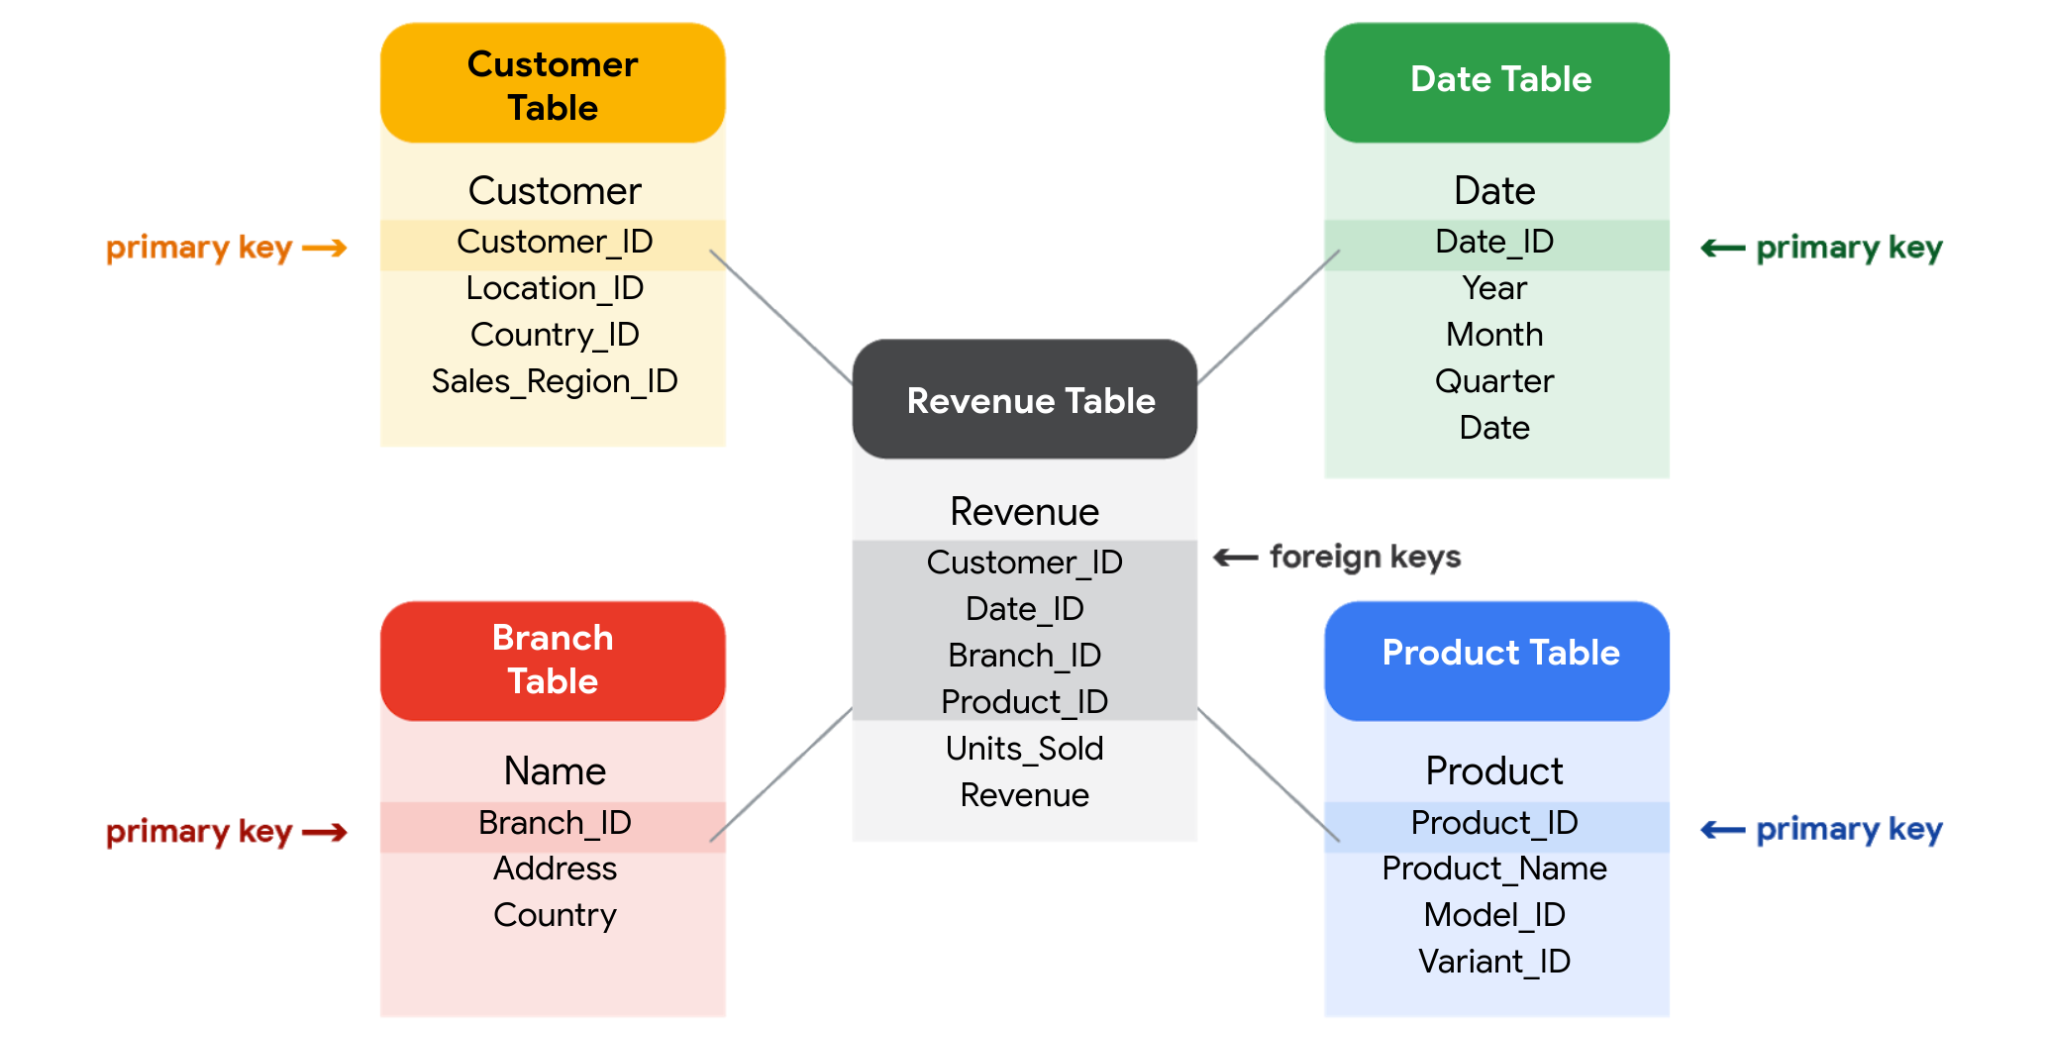 Customer
Table
Customer
primary key
Customer_ID
Location_ID
Country_ID
Sales_Region_ID
Date Table
Date
Date_ID
primary key
Year
Month
Quarter
Date
Revenue Table
Revenue
Customer_ID
foreign keys
Date_ID
Branch_ID
Product_ID
Units_Sold
Revenue
Branch
Table
Name
primary key
Branch_ID
Address
Country
Product Table
Product
Product_ID
primary key
Product_Name
Model_ID
Variant_ID